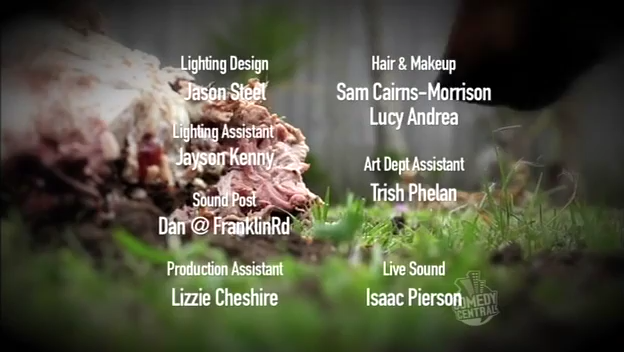 Lighting Design
Jason Steel
Lighting Assistant
Jayson Kenny
Sound Post
Dan @ FranklinRd
Production Assistant
Lizzie Cheshire
Hair & Makeup
Sam Cairns-Morrison
Lucy Andrea
Art Dept Assistant
Trish Phelan
Live Sound
Isaac Pierson
COMEDY
CENTRAL